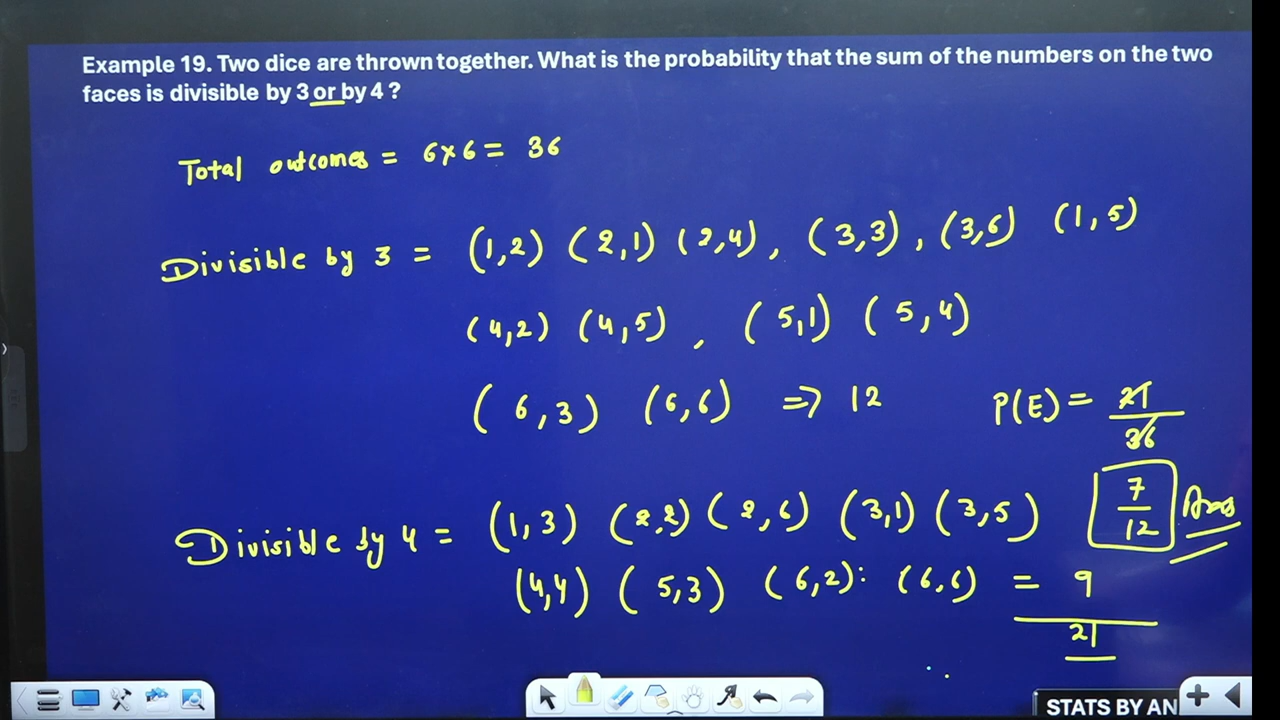 Example 19. Two dice are thrown together. What is the probability that the sum of the numbers on the two
faces is divisible by 3 or by 4 ?
Total outcomes = 6×6 = 36
Divisible by 3 = (1,2) (2,1) (2,4), (3,3), (3,6) (1,5)
(4,2) (4,5), (5,1) (5,4)
(6,3) (6,6) => 12
P(E) = 21/36
7/12 Ans
Divisible by 4 = (1,3) (2,2) (2,6) (3,1) (3,5)
(4,4) (5,3) (6,2): (6,6) = 9
21
STATS BY AN